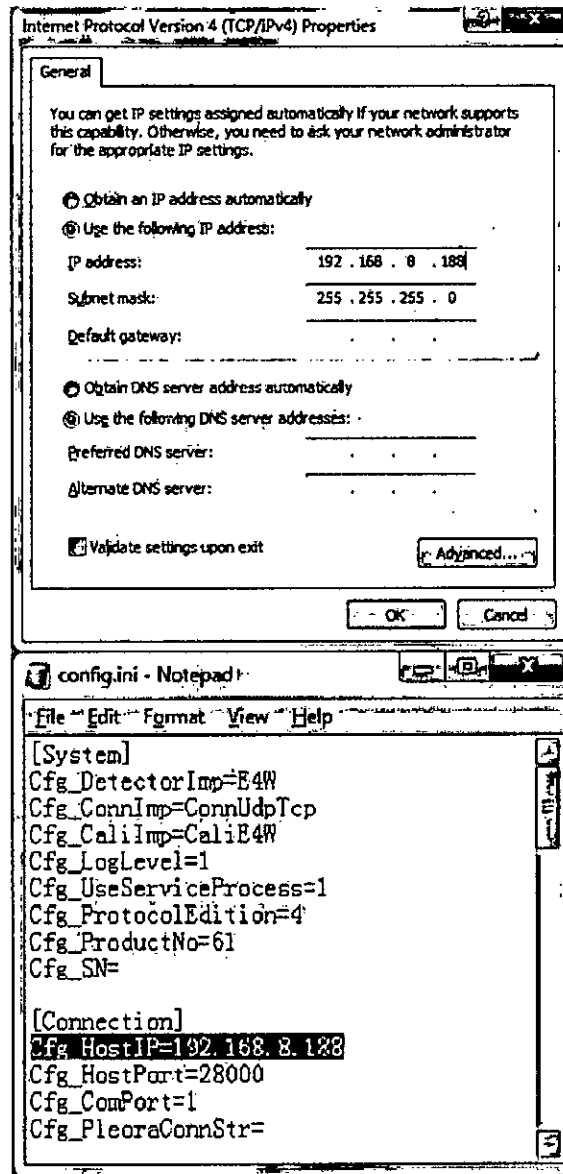 Internet Protocol Version 4 (TCP/IPv4) Properties
General
You can get IP settings assigned automatically if your network supports
this capability. Otherwise, you need to ask your network administrator
for the appropriate IP settings.
Obtain an IP address automatically
Use the following IP address:
IP address: 192 . 168 . 8 . 188
Subnet mask: 255 . 255 . 255 . 0
Default gateway: . . .
Obtain DNS server address automatically
Use the following DNS server addresses:
Preferred DNS server: . . .
Alternate DNS server: . . .
Validate settings upon exit
Advanced...
OK Cancel
config.ini - Notepad
File Edit Format View Help
[System]
Cfg_DetectorImp=E4W
Cfg_ConnImp=ConnUdpTcp
Cfg_CaliImp=CaliE4W
Cfg_LogLevel=1
Cfg_UseServiceProcess=1
Cfg_ProtocolEdition=4
Cfg_ProductNo=61
Cfg_SN=
[Connection]
Cfg_HostIP=192.168.8.188
Cfg_HostPort=28000
Cfg_ComPort=1
Cfg_PleoraConnStr=